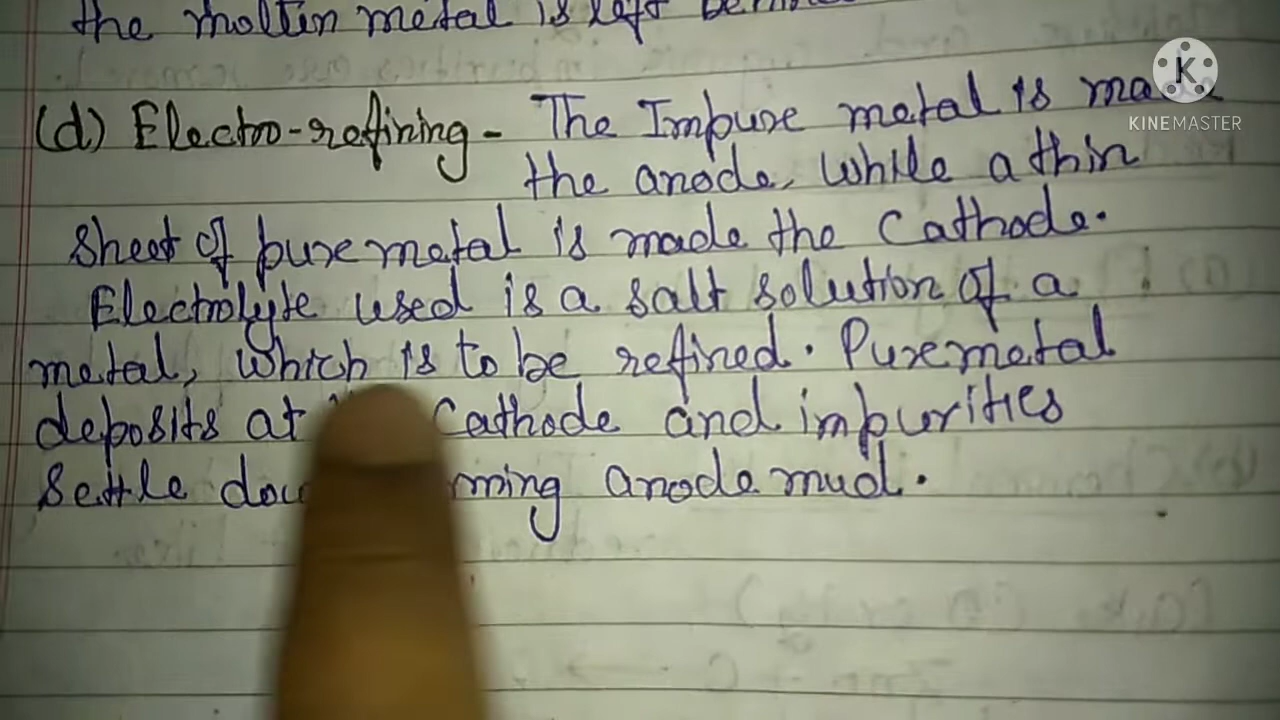 the molten metal is left
(d) Electro-refining - The Impure metal is made
the anode, while a thin
Sheet of pure metal is made the Cathode.
Electrolyte used is a salt solution of a
metal, which is to be refined. Pure metal
deposits at Cathode and impurities
Settle anode mud.
KINEMASTER